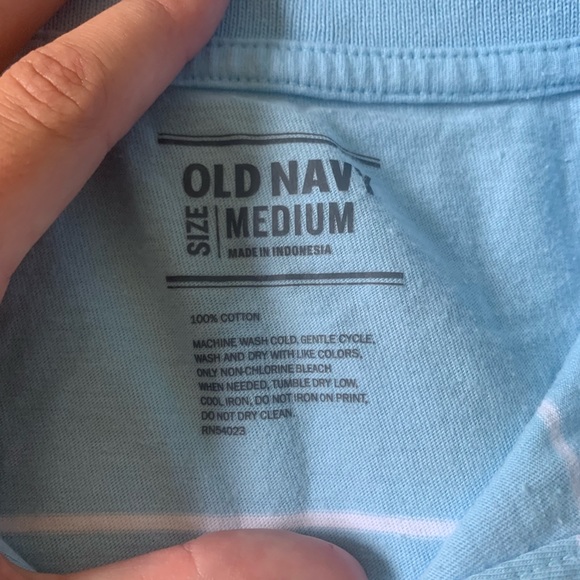 OLD NAVY
SIZE
MEDIUM
MADE IN INDONESIA
100% COTTON
MACHINE WASH COLD, GENTLE CYCLE,
WASH AND DRY WITH LIKE COLORS,
ONLY NON-CHLORINE BLEACH
WHEN NEEDED, TUMBLE DRY LOW,
COOL IRON, DO NOT IRON ON PRINT,
DO NOT DRY CLEAN.
RN54023